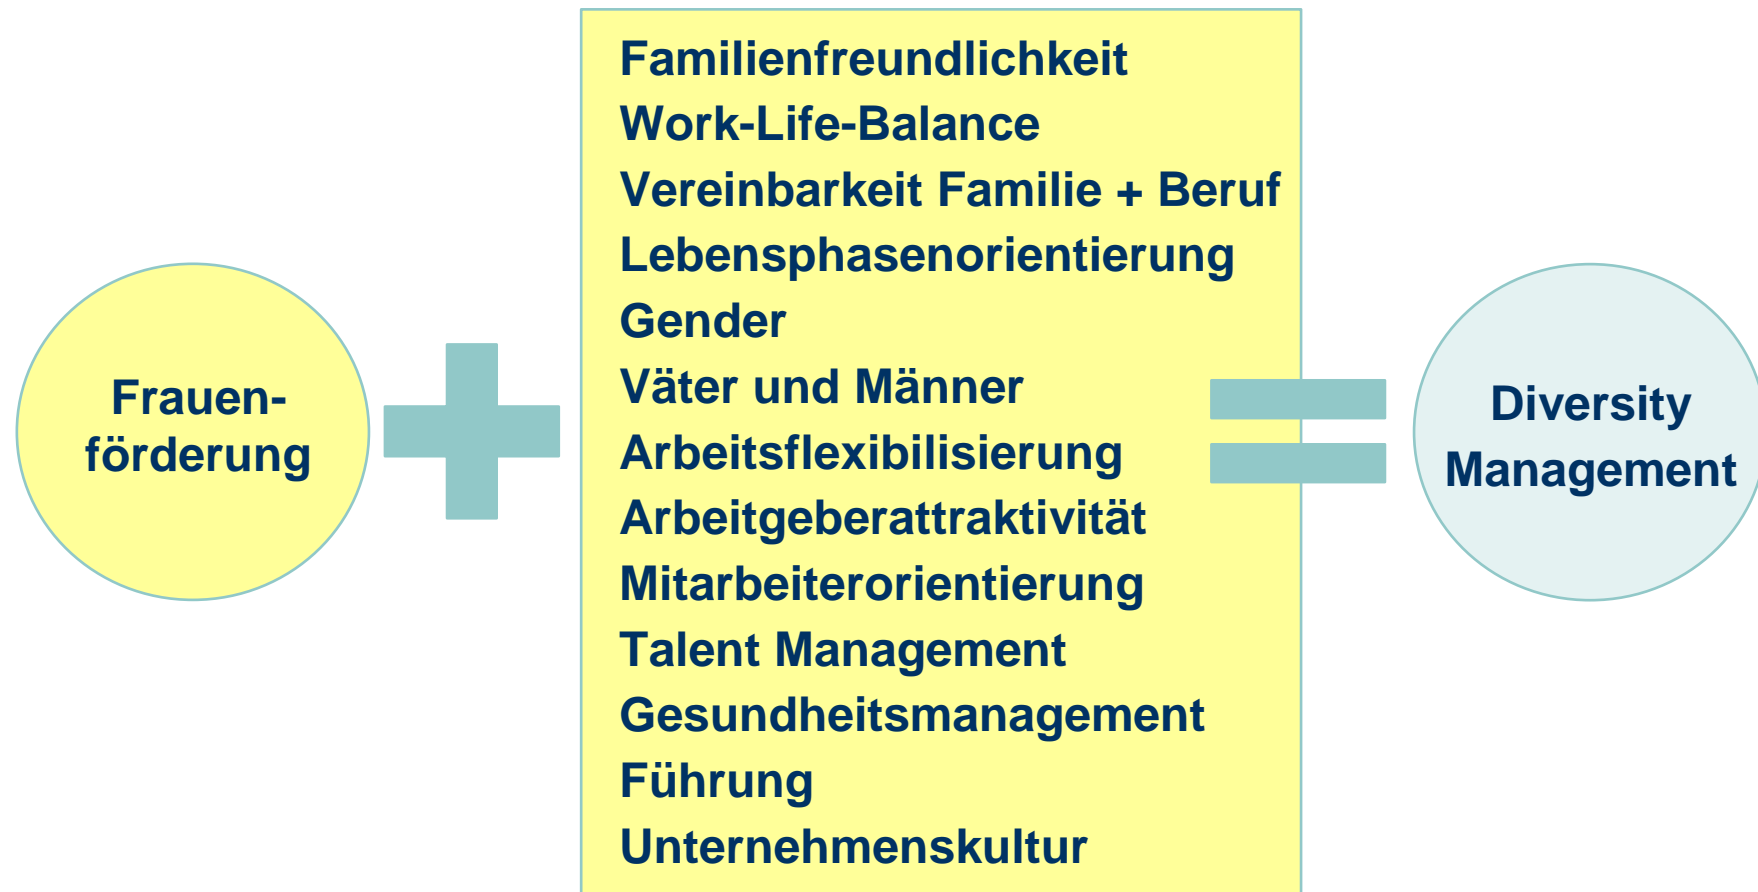 Frauen-
förderung
Familienfreundlichkeit
Work-Life-Balance
Vereinbarkeit Familie + Beruf
Lebensphasenorientierung
Gender
Väter und Männer
Arbeitsflexibilisierung
Arbeitgeberattraktivität
Mitarbeiterorientierung
Talent Management
Gesundheitsmanagement
Führung
Unternehmenskultur
Diversity
Management